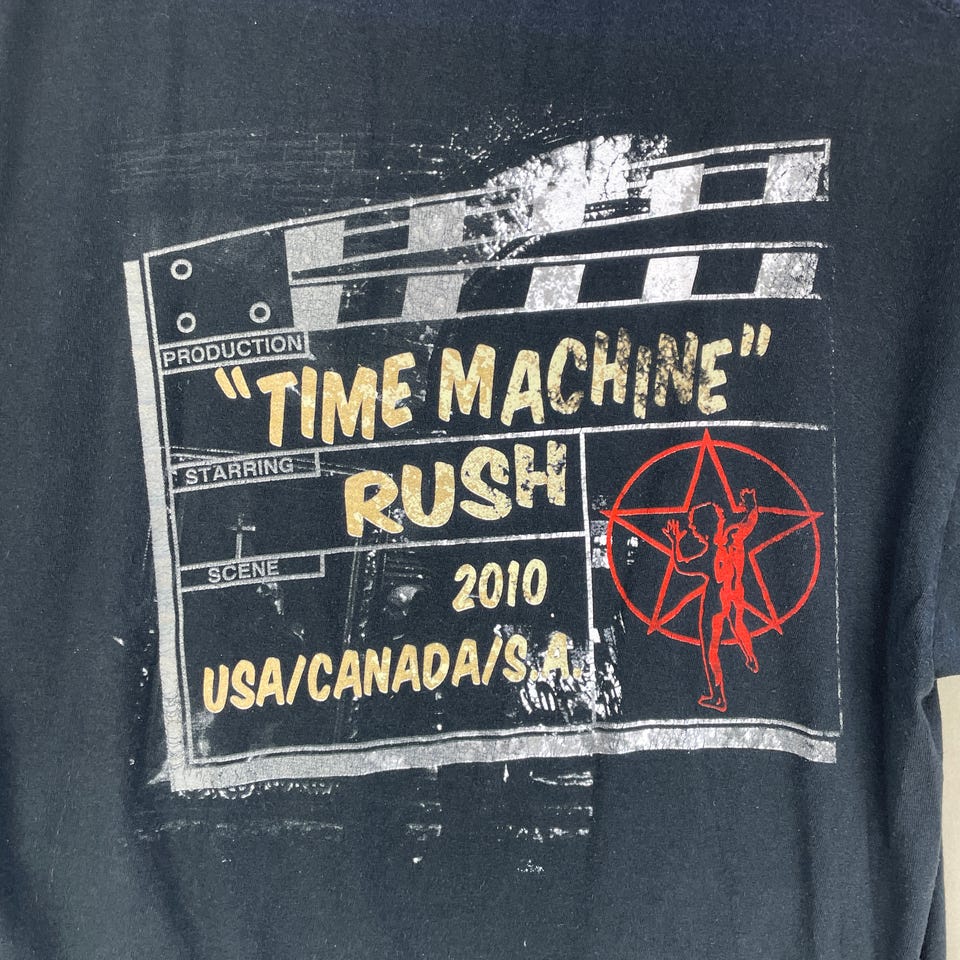 PRODUCTION
“TIME MACHINE”
STARRING
RUSH
SCENE
2010
USA/CANADA/S.A.